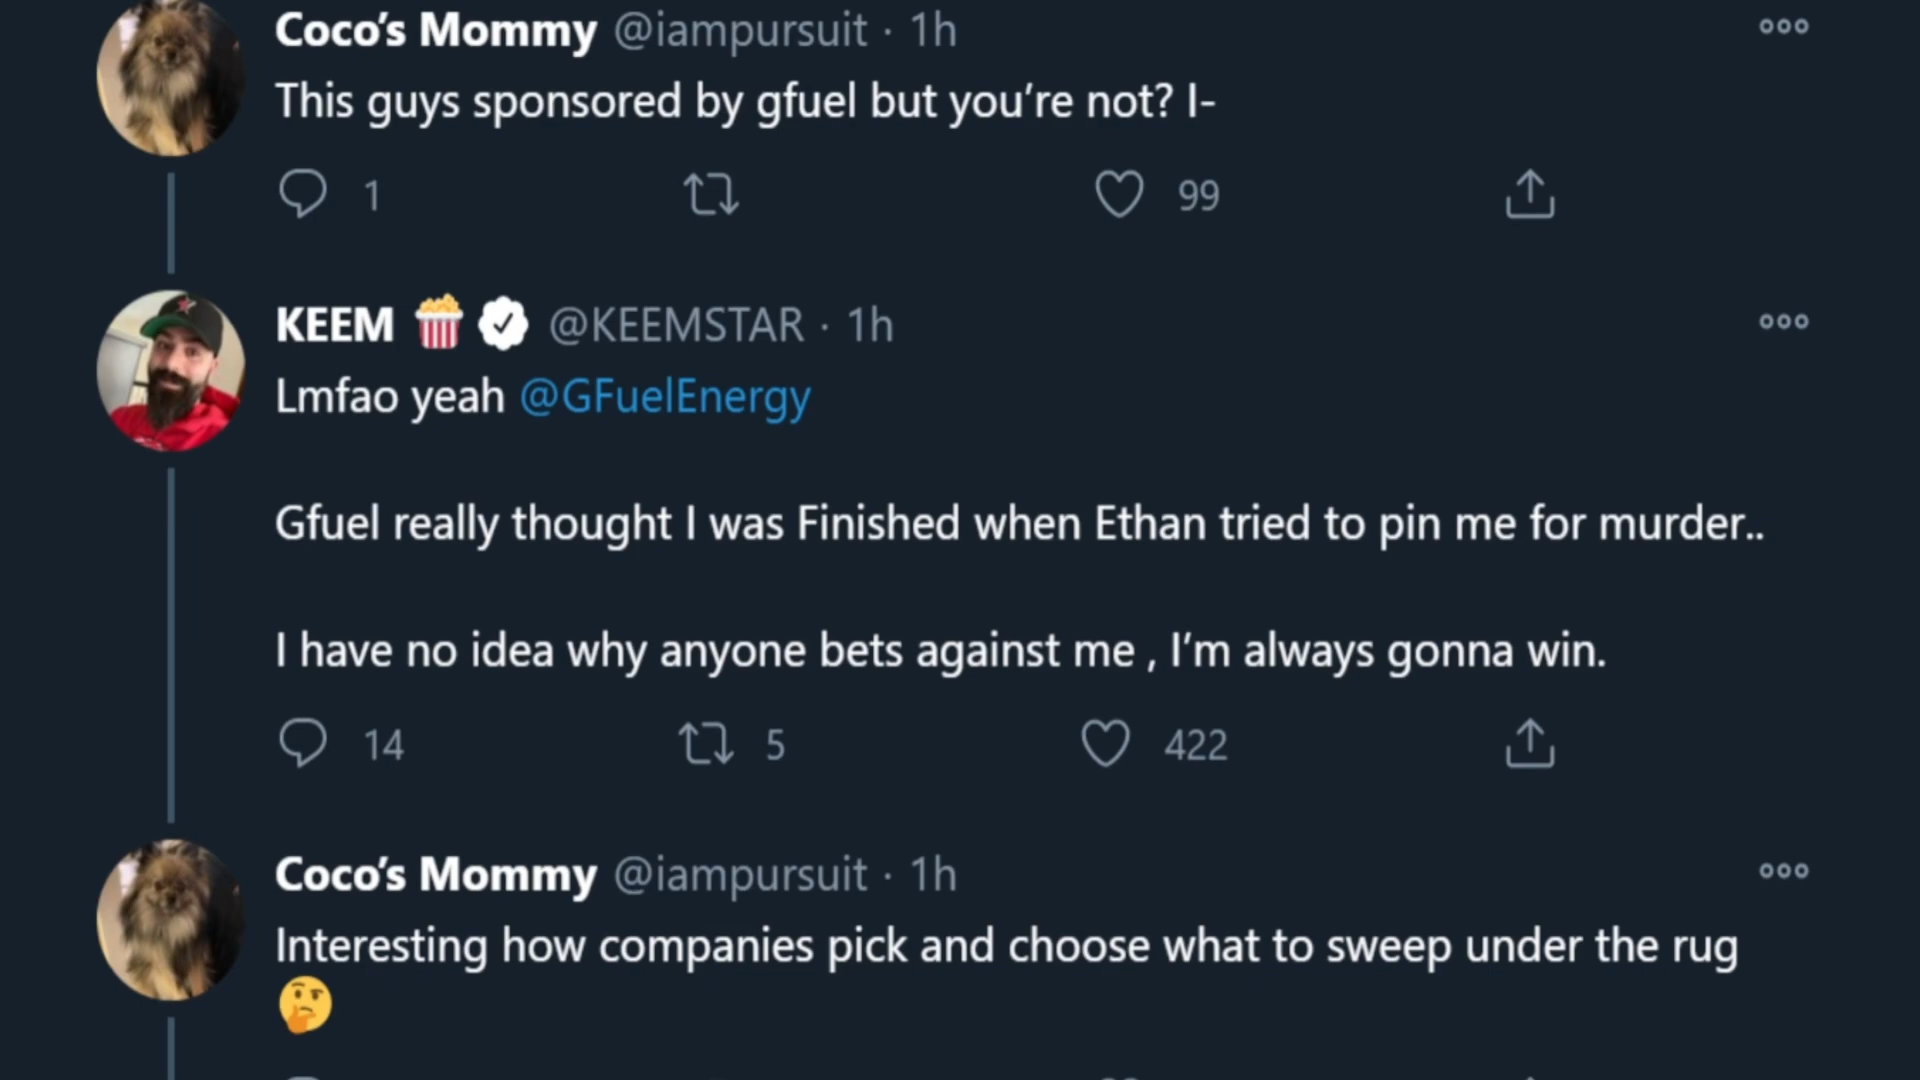 Coco’s Mommy @iampursuit · 1h
This guys sponsored by gfuel but you’re not? I-
1 99
KEEM 🍿 @KEEMSTAR · 1h
Lmfao yeah @GFuelEnergy
Gfuel really thought I was Finished when Ethan tried to pin me for murder..
I have no idea why anyone bets against me , I’m always gonna win.
14 5 422
Coco’s Mommy @iampursuit · 1h
Interesting how companies pick and choose what to sweep under the rug
🤔